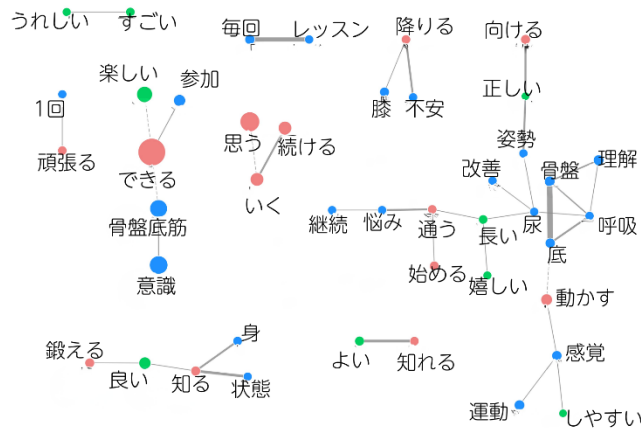 うれしい
すごい
毎回
レッスン
降りる
向ける
楽しい
参加
1回
思う
続ける
膝
不安
正しい
頑張る
できる
姿勢
改善
骨盤
理解
いく
骨盤底筋
継続
悩み
通う
長い
尿
呼吸
底
意識
始める
嬉しい
動かす
鍛える
良い
知る
身
状態
よい
知れる
感覚
運動
しやすい